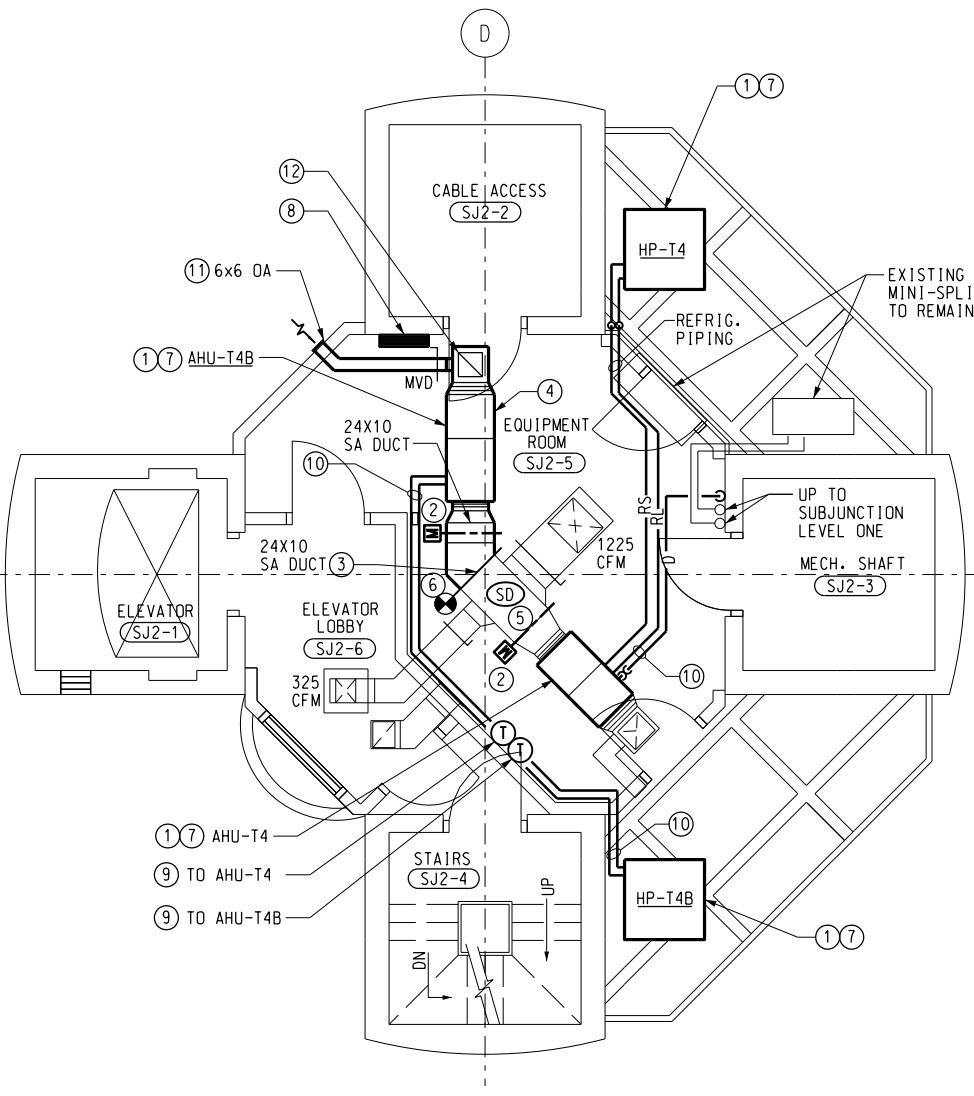 D
1 7
12
8
CABLE ACCESS
SJ2-2
HP-T4
11 6x6 OA
EXISTING
MINI-SPLI
TO REMAIN
REFRIG.
PIPING
1 7 AHU-T4B
MVD
4
24X10
SA DUCT
EQUIPMENT
ROOM
SJ2-5
10
2
M
RS
RL
D
UP TO
SUBJUNCTION
LEVEL ONE
24X10
SA DUCT 3
1225
CFM
MECH. SHAFT
SJ2-3
6
SD
5
ELEVATOR
SJ2-1
ELEVATOR
LOBBY
SJ2-6
M
2
10
325
CFM
T
T
1 7 AHU-T4
10
9 TO AHU-T4
STAIRS
SJ2-4
HP-T4B
9 TO AHU-T4B
UP
1 7
DN